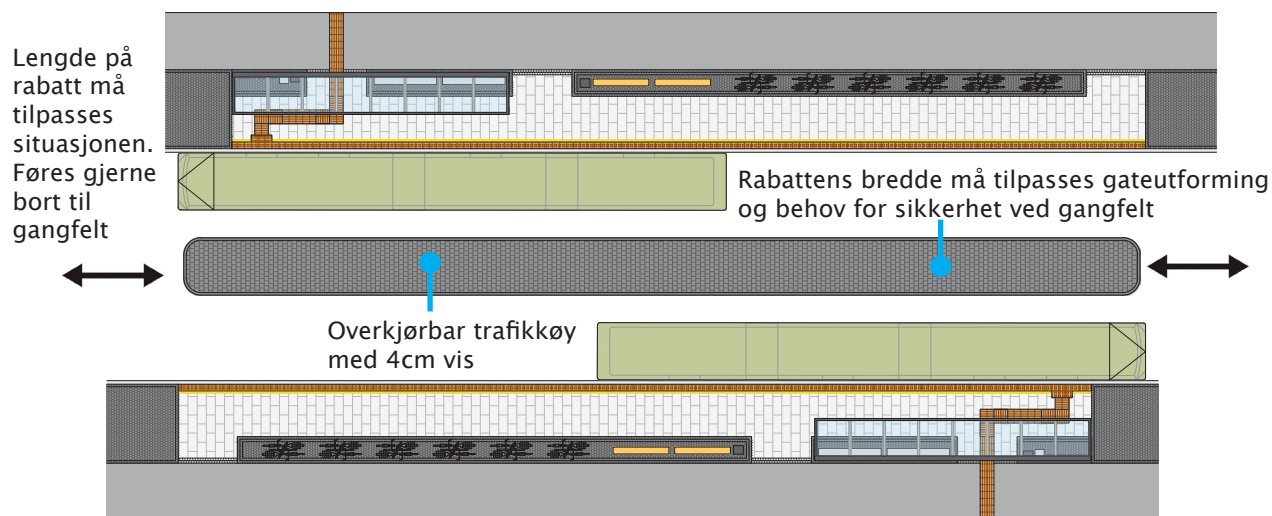 Lengde på
rabatt må
tilpasses
situasjonen.
Føres gjerne
bort til
gangfelt
Rabattens bredde må tilpasses gateutforming
og behov for sikkerhet ved gangfelt
Overkjørbar trafikkøy
med 4cm vis